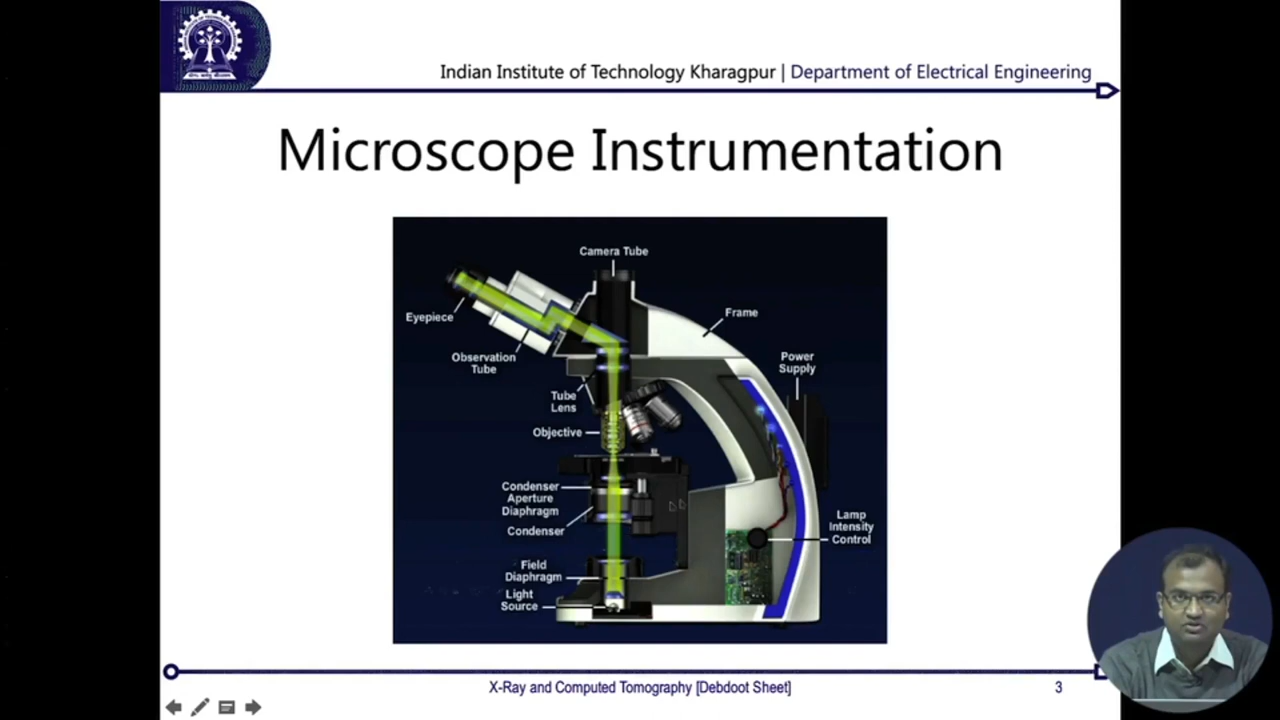 Indian Institute of Technology Kharagpur | Department of Electrical Engineering
Microscope Instrumentation
Camera Tube
Eyepiece
Frame
Observation
Tube
Power
Supply
Tube
Lens
Objective
Condenser
Aperture
Diaphragm
Condenser
Lamp
Intensity
Control
Field
Diaphragm
Light
Source
X-Ray and Computed Tomography [Debdoot Sheet]
3